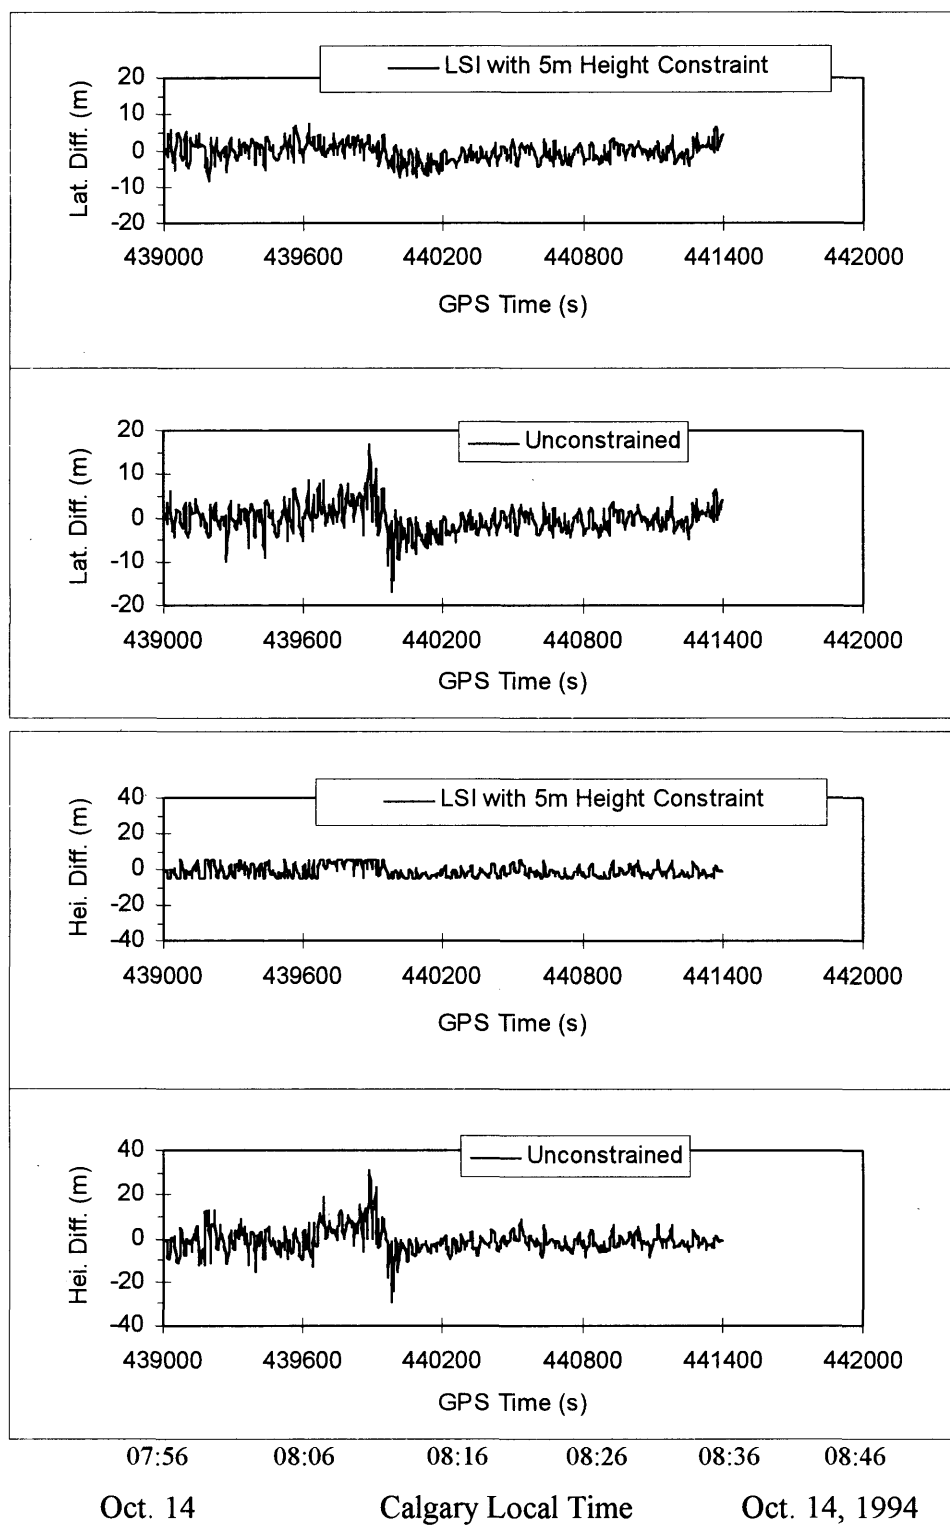 LSI with 5m Height Constraint
Lat. Diff. (m)
20
10
0
-10
-20
439000 439600 440200 440800 441400 442000
GPS Time (s)
Unconstrained
Lat. Diff. (m)
20
10
0
-10
-20
439000 439600 440200 440800 441400 442000
GPS Time (s)
LSI with 5m Height Constraint
Hei. Diff. (m)
40
20
0
-20
-40
439000 439600 440200 440800 441400 442000
GPS Time (s)
Unconstrained
Hei. Diff. (m)
40
20
0
-20
-40
439000 439600 440200 440800 441400 442000
GPS Time (s)
07:56 08:06 08:16 08:26 08:36 08:46
Oct. 14 Calgary Local Time Oct. 14, 1994